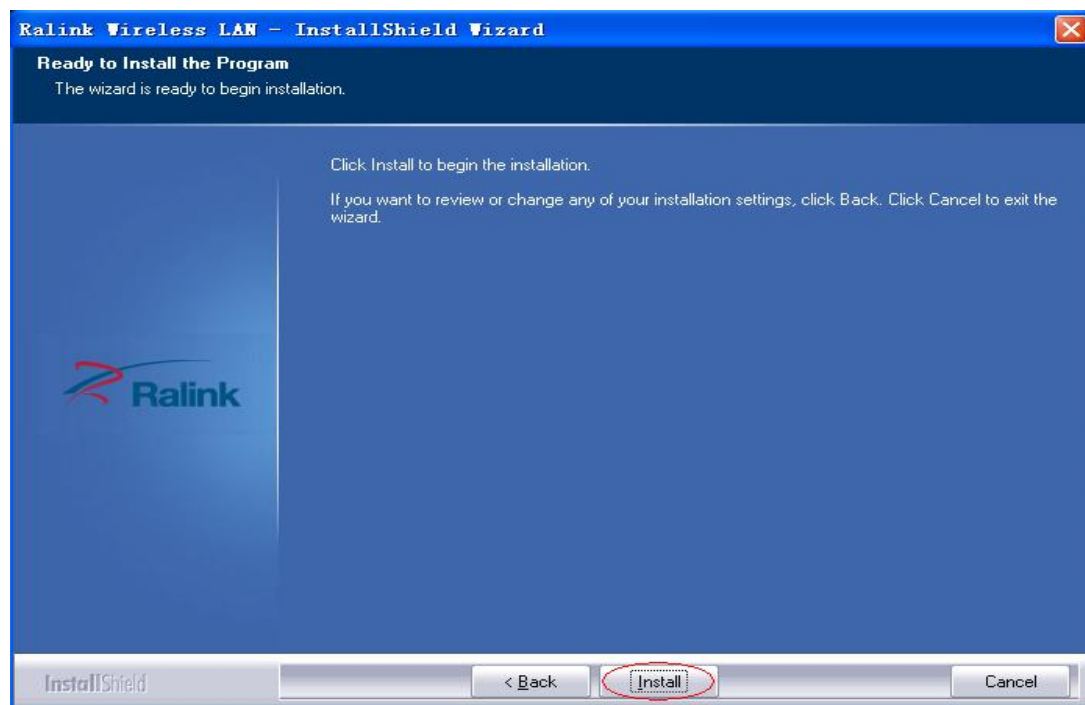 Ralink Wireless LAN - InstallShield Wizard
Ready to Install the Program
The wizard is ready to begin installation.
Click Install to begin the installation.
If you want to review or change any of your installation settings, click Back. Click Cancel to exit the
wizard.
Ralink
InstallShield
< Back
Install
Cancel